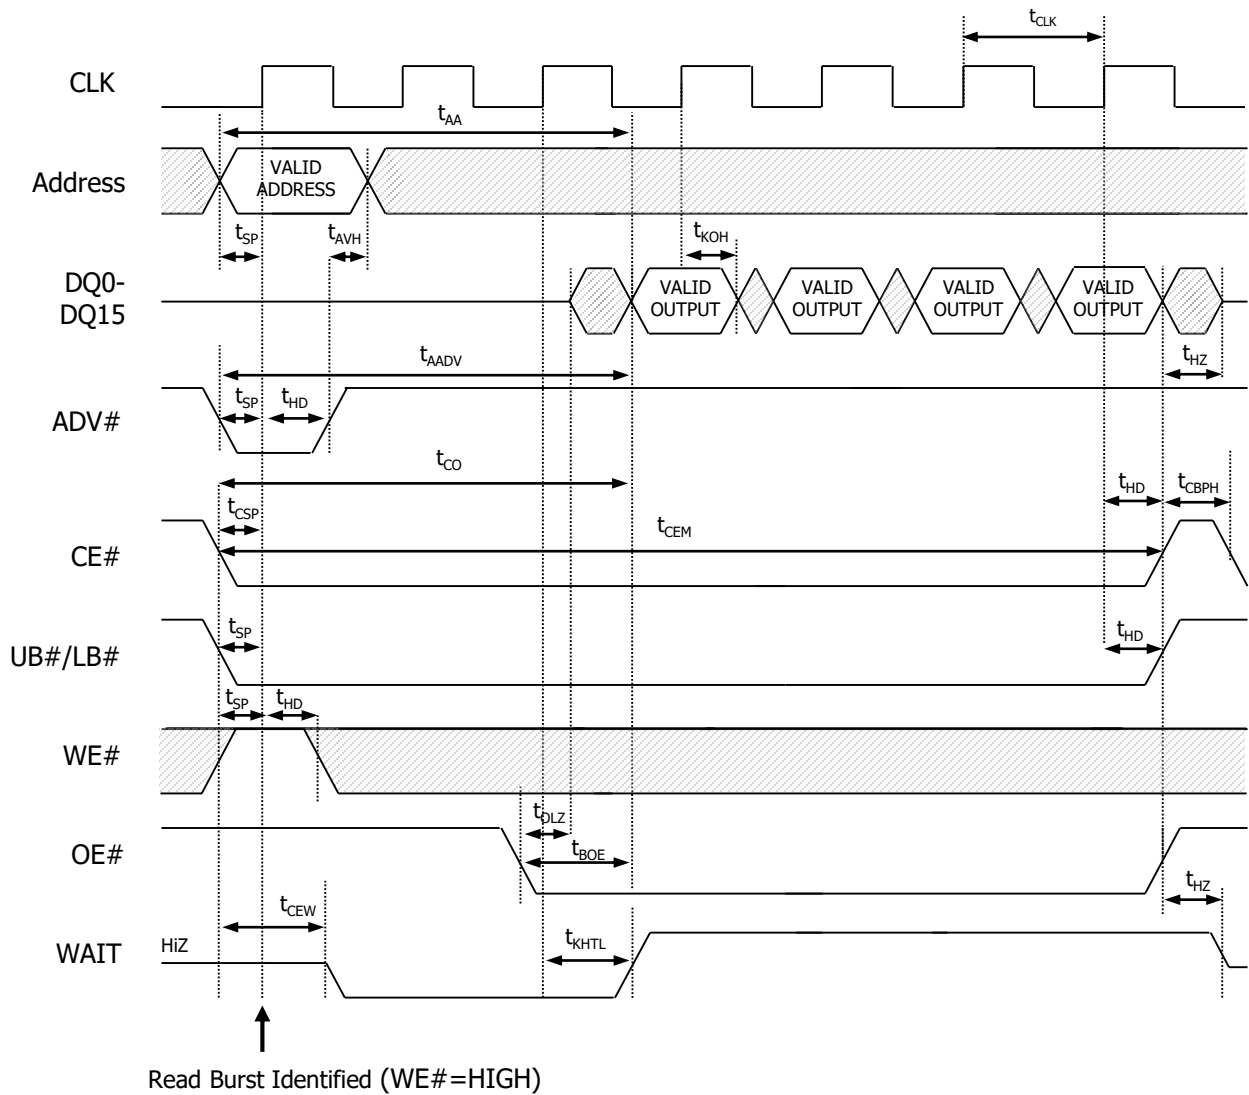 tCLK
CLK
tAA
Address
VALID
ADDRESS
tSP
tAVH
tKOH
DQ0-
DQ15
VALID
OUTPUT
VALID
OUTPUT
VALID
OUTPUT
VALID
OUTPUT
tAADV
tHZ
ADV#
tSP
tHD
tCO
tCSP
tHD
tCBPH
CE#
tCEM
UB#/LB#
tSP
tHD
tSP
tHD
WE#
tOLZ
OE#
tBOE
tHZ
tCEW
WAIT
HiZ
tKHTL
Read Burst Identified (WE#=HIGH)